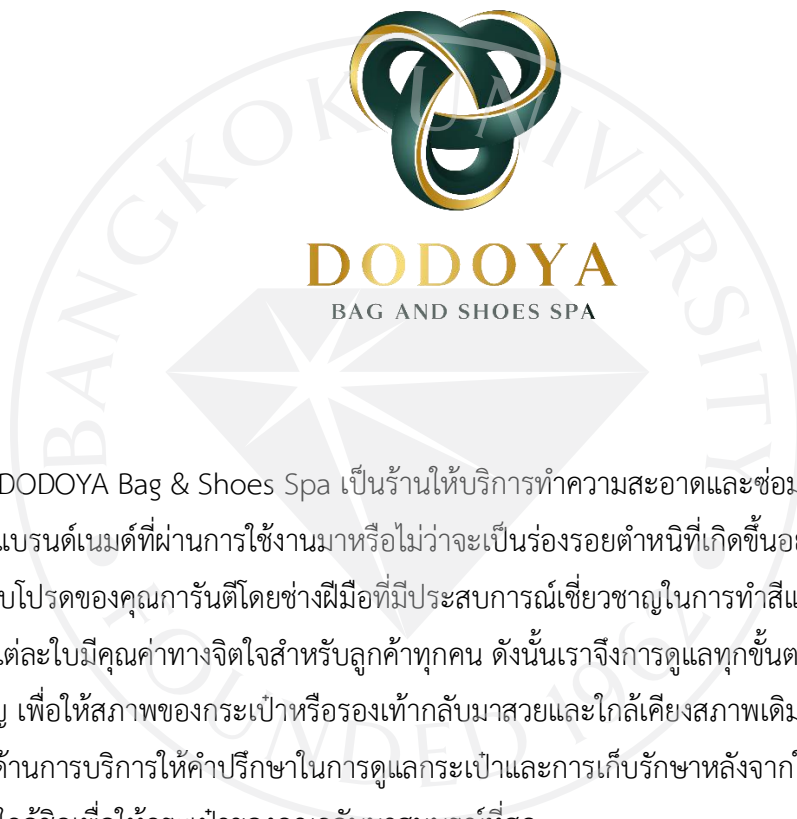 DODOYA
BAG AND SHOES SPA
BANGKOK UNIVERSITY
FOUNDED 1962
DODOYA Bag & Shoes Spa เป็นร้านให้บริการทำความสะอาดและซ่อม
แบรนด์เนมด์ที่ผ่านการใช้งานมาหรือไม่ว่าจะเป็นร่องรอยตำหนิที่เกิดขึ้นอย
บโปรดของคุณการันตีโดยช่างฝีมือที่มีประสบการณ์เชี่ยวชาญในการทำสีแ
ต่ละใบมีคุณค่าทางจิตใจสำหรับลูกค้าทุกคน ดังนั้นเราจึงการดูแลทุกขั้นต
ญ เพื่อให้สภาพของกระเป๋าหรือรองเท้ากลับมาสวยและใกล้เคียงสภาพเดิม
ด้านการบริการให้คำปรึกษาในการดูแลกระเป๋าและการเก็บรักษาหลังจาก